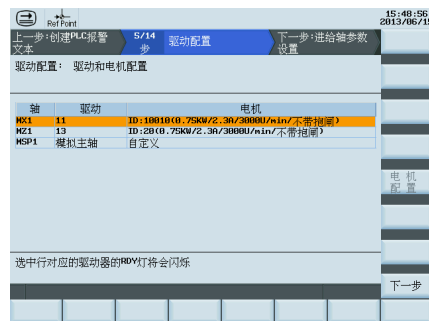 Ref Point
15:48:56
2013/06/15
上一步:创建PLC报警文本
5/14步
驱动配置
下一步:进给轴参数设置
驱动配置: 驱动和电机配置
轴 驱动 电机
MX1 11 ID:10010(0.75KW/2.3A/3000U/min/不带抱闸)
MZ1 13 ID:20(0.75KW/2.3A/3000U/min/不带抱闸)
MSP1 模拟主轴 自定义
电机配置
选中行对应的驱动器的RDY灯将会闪烁
下一步